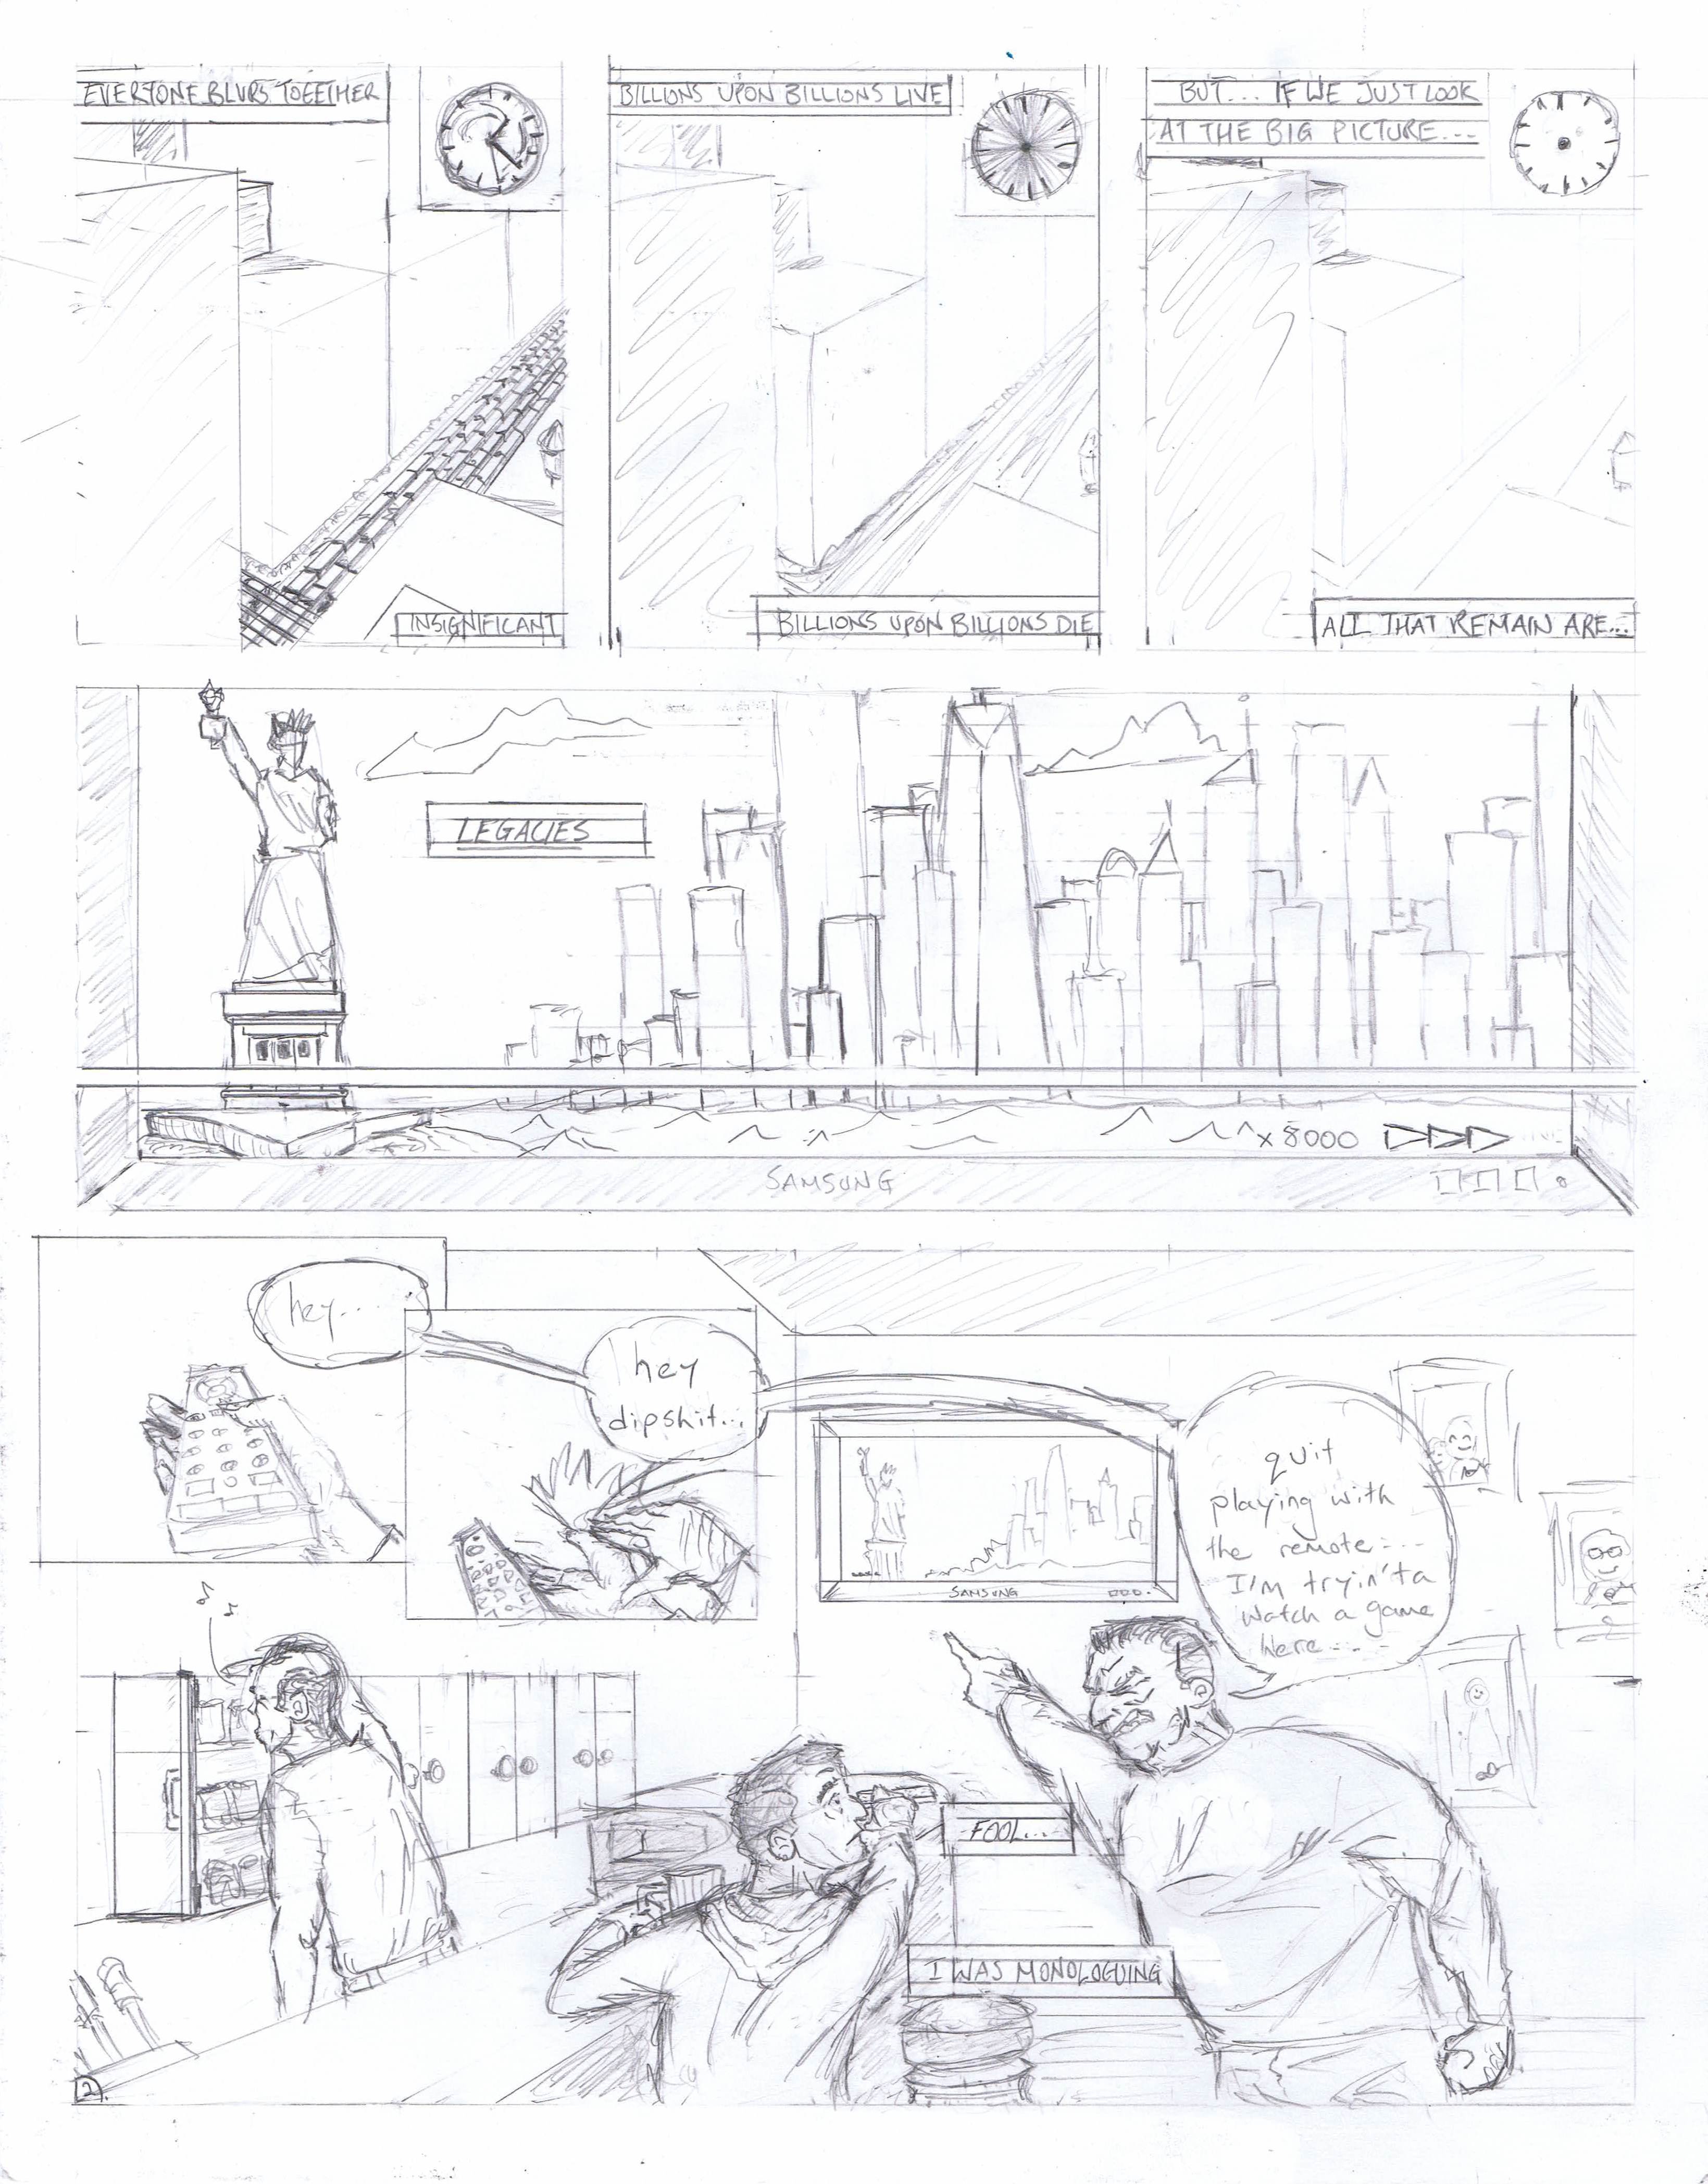 EVERYONE BLURS TOGETHER
INSIGNIFICANT
BILLIONS UPON BILLIONS LIVE
BILLIONS UPON BILLIONS DIE
BUT... IF WE JUST LOOK
AT THE BIG PICTURE...
ALL THAT REMAIN ARE...
LEGACIES
x 8000
SAMSUNG
hey....
hey
dipshit...
quit
playing with
the remote....
I'm tryin' ta
watch a game
here....
SAMSUNG
FOOL...
I WAS MONOLOGUING
2